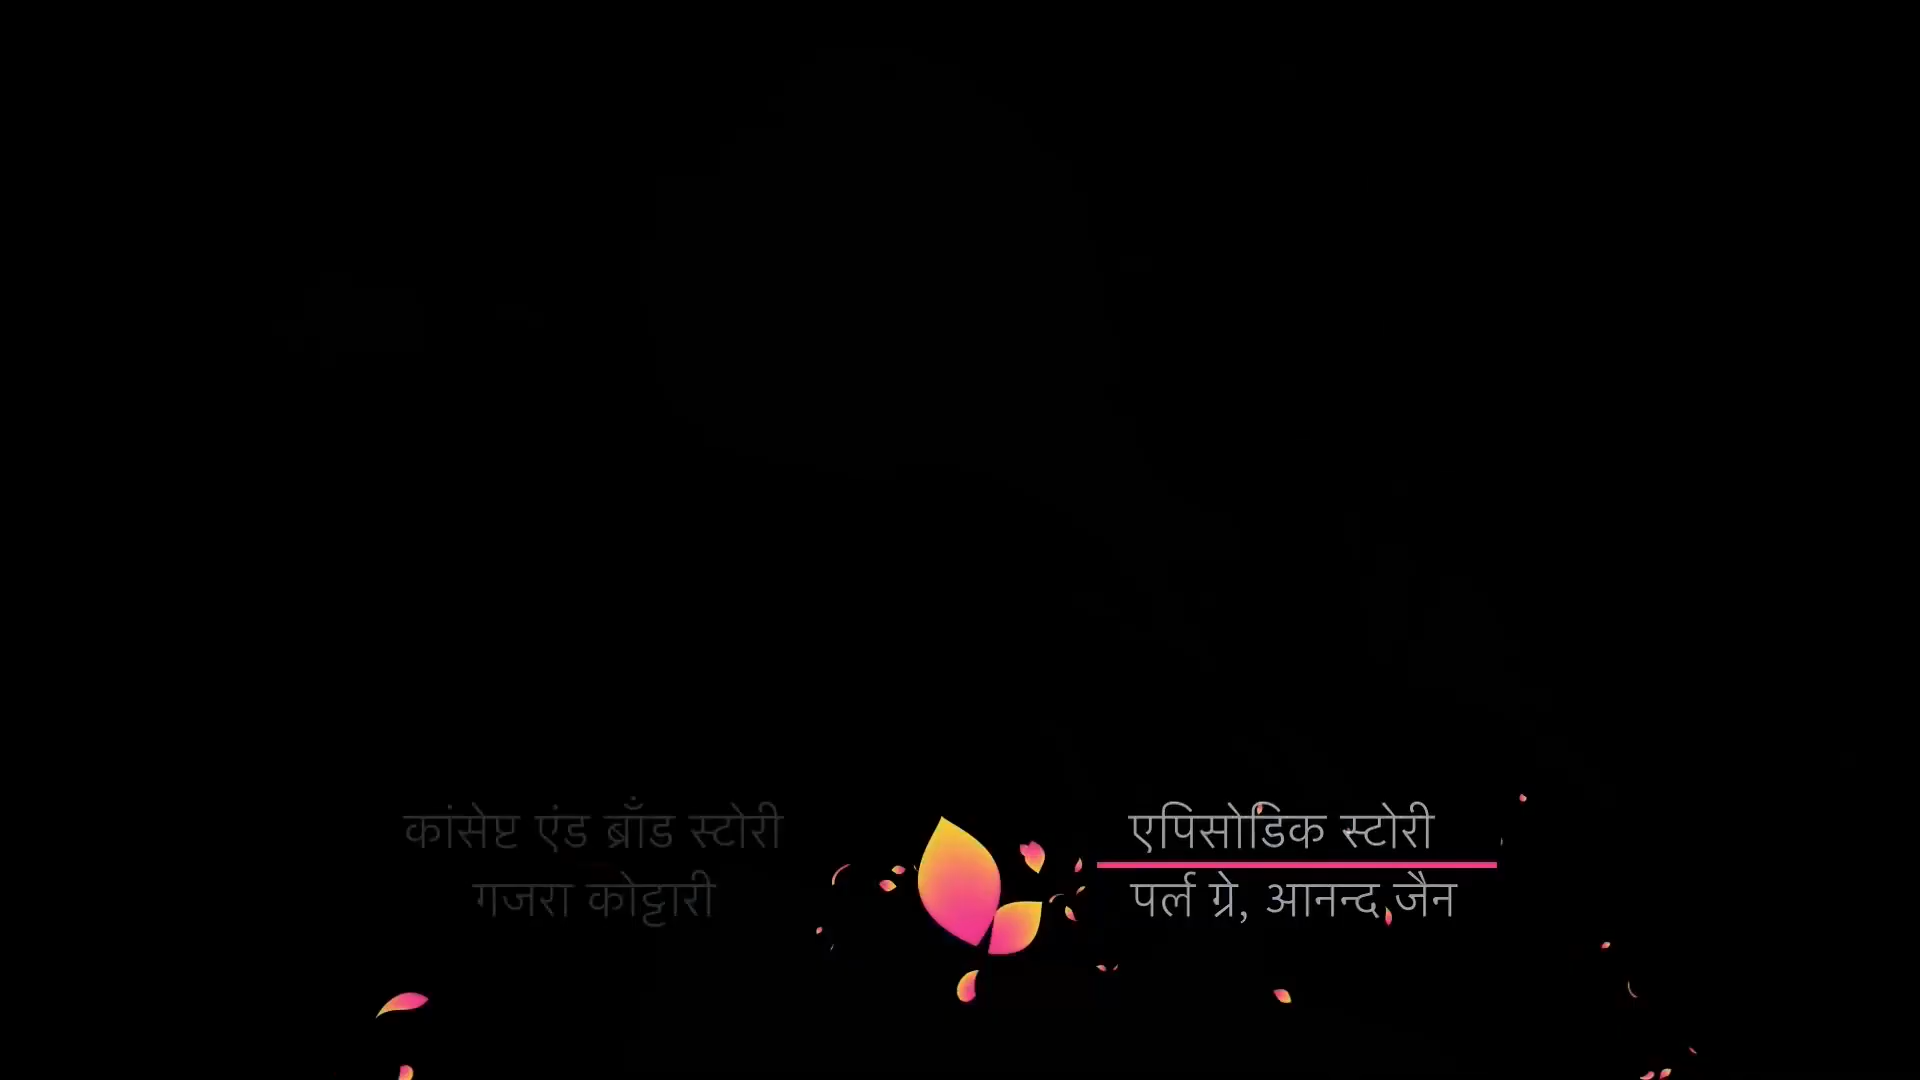 कांसेप्ट एंड ब्राँड स्टोरी
गजरा कोट्टारी
एपिसोडिक स्टोरी
पर्ल ग्रे, आनन्द जैन